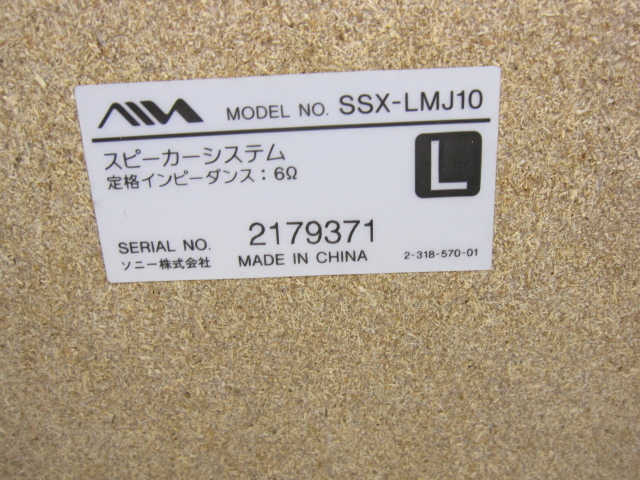 AIWA
MODEL NO. SSX-LMJ10
スピーカーシステム
定格インピーダンス：6Ω
L
SERIAL NO. 2179371
ソニー株式会社 MADE IN CHINA 2-318-570-01